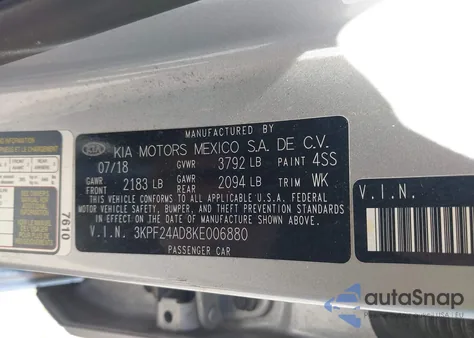 MANUFACTURED BY
KIA KIA MOTORS MEXICO S.A. DE C.V.
07/18 GVWR 3792 LB PAINT 4SS
GAWR FRONT 2183 LB GAWR REAR 2094 LB TRIM WK
THIS VEHICLE CONFORMS TO ALL APPLICABLE U.S.A. FEDERAL
MOTOR VEHICLE SAFETY, BUMPER, AND THEFT PREVENTION STANDARDS
IN EFFECT ON THE DATE OF MANUFACTURE SHOWN ABOVE.
V.I.N. 3KPF24AD8KE006880
PASSENGER CAR
7610
V.I.N.
autoSnap